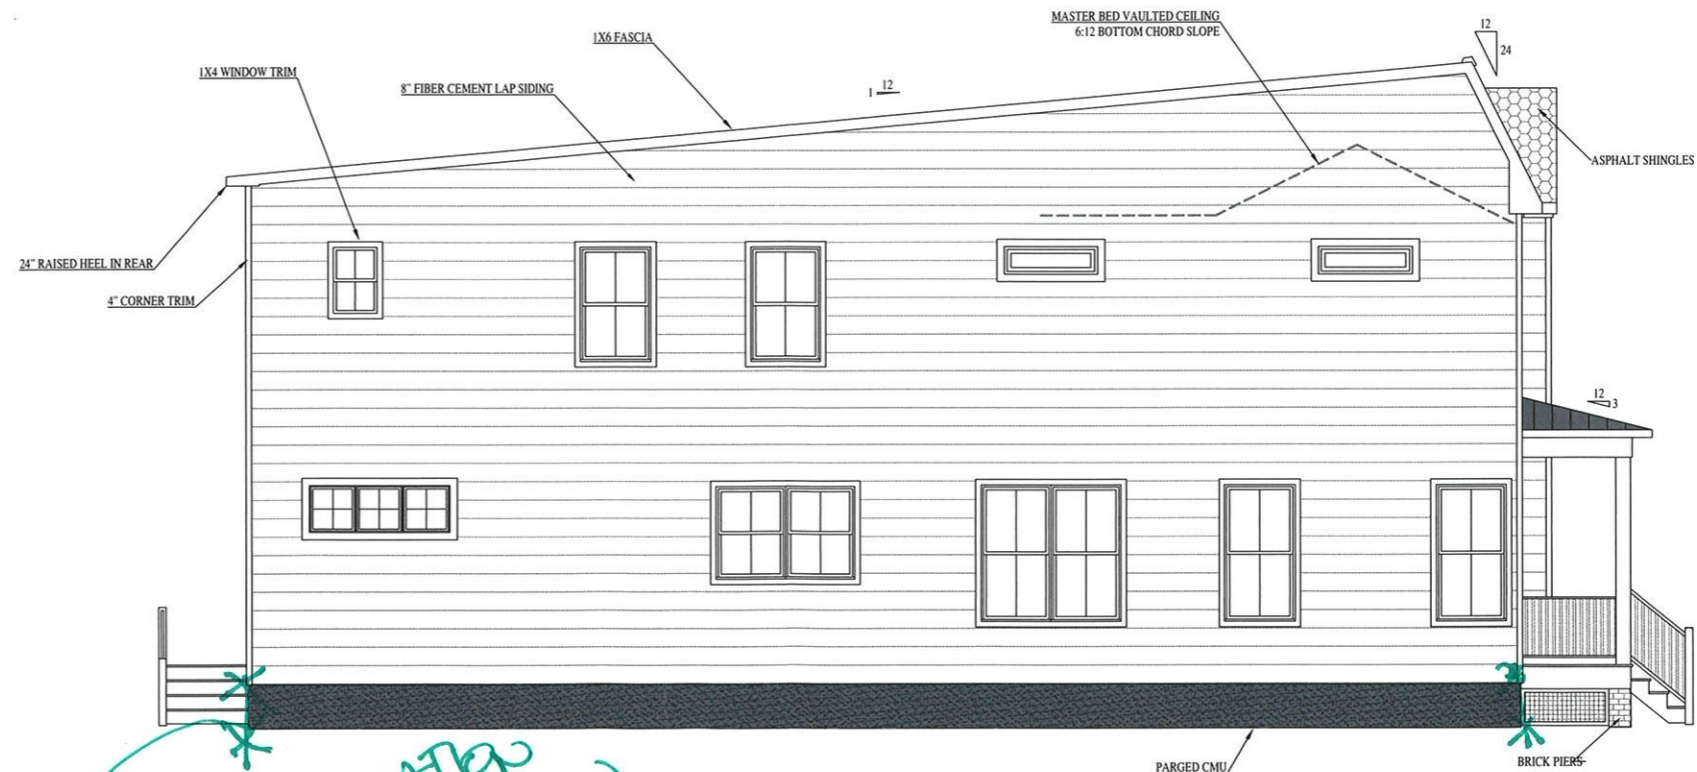 MASTER BED VAULTED CEILING
6:12 BOTTOM CHORD SLOPE
12
24
1X6 FASCIA
1X4 WINDOW TRIM
8" FIBER CEMENT LAP SIDING
12
1
ASPHALT SHINGLES
24" RAISED HEEL IN REAR
4" CORNER TRIM
12
3
PARGED CMU
BRICK PIERS